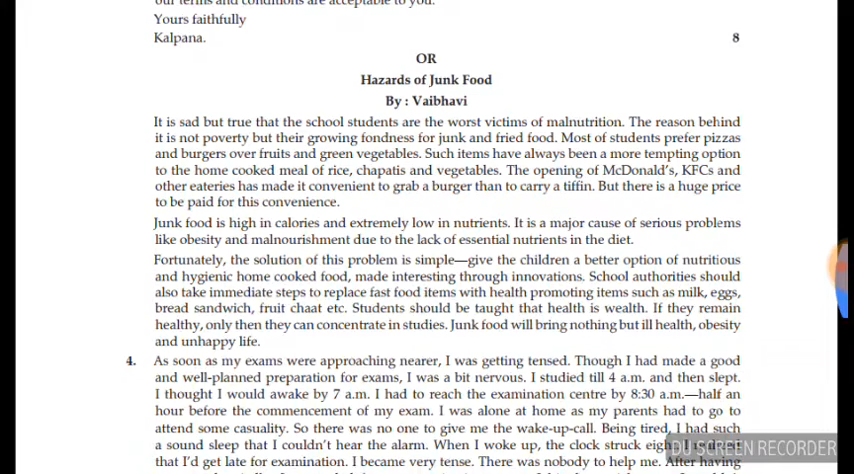 our terms and conditions are acceptable to you.
Yours faithfully
Kalpana. 8
OR
Hazards of Junk Food
By : Vaibhavi
It is sad but true that the school students are the worst victims of malnutrition. The reason behind
it is not poverty but their growing fondness for junk and fried food. Most of students prefer pizzas
and burgers over fruits and green vegetables. Such items have always been a more tempting option
to the home cooked meal of rice, chapatis and vegetables. The opening of McDonald's, KFCs and
other eateries has made it convenient to grab a burger than to carry a tiffin. But there is a huge price
to be paid for this convenience.
Junk food is high in calories and extremely low in nutrients. It is a major cause of serious problems
like obesity and malnourishment due to the lack of essential nutrients in the diet.
Fortunately, the solution of this problem is simple—give the children a better option of nutritious
and hygienic home cooked food, made interesting through innovations. School authorities should
also take immediate steps to replace fast food items with health promoting items such as milk, eggs,
bread sandwich, fruit chaat etc. Students should be taught that health is wealth. If they remain
healthy, only then they can concentrate in studies. Junk food will bring nothing but ill health, obesity
and unhappy life.
4. As soon as my exams were approaching nearer, I was getting tensed. Though I had made a good
and well-planned preparation for exams, I was a bit nervous. I studied till 4 a.m. and then slept.
I thought I would awake by 7 a.m. I had to reach the examination centre by 8:30 a.m.—half an
hour before the commencement of my exam. I was alone at home as my parents had to go to
attend some casuality. So there was no one to give me the wake-up-call. Being tired, I had such
a sound sleep that I couldn't hear the alarm. When I woke up, the clock struck eight. I realised
that I'd get late for examination. I became very tense. There was nobody to help me. After having
DU SCREEN RECORDER